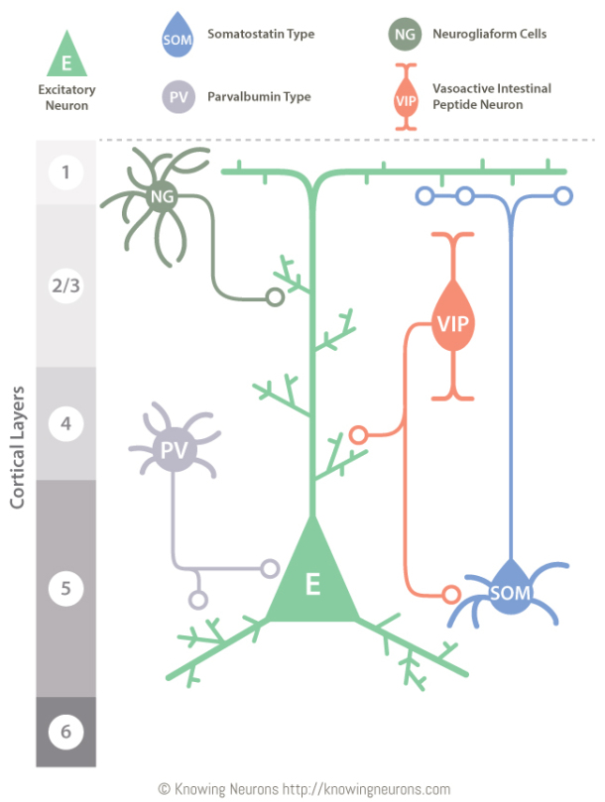 E
Excitatory
Neuron
SOM
Somatostatin Type
NG
Neurogliaform Cells
PV
Parvalbumin Type
VIP
Vasoactive Intestinal
Peptide Neuron
Cortical Layers
1
2/3
4
5
6
NG
VIP
PV
E
SOM
© Knowing Neurons http://knowingneurons.com